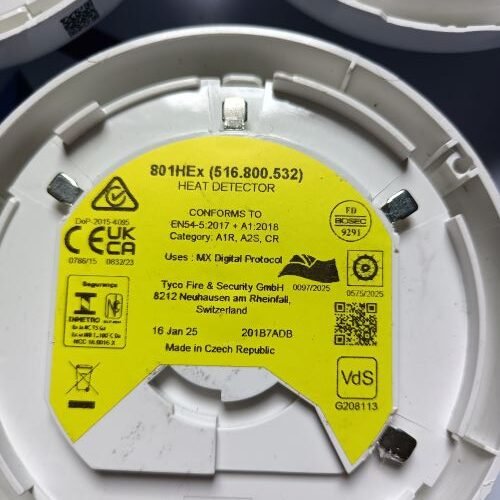 801HEx (516.800.532)
HEAT DETECTOR
CONFORMS TO
EN54-5:2017 + A1:2018
Category: A1R, A2S, CR
Uses : MX Digital Protocol
Tyco Fire & Security GmbH
8212 Neuhausen am Rheinfall,
Switzerland
16 Jan 25 201B7ADB
Made in Czech Republic
DoP-2015-4085
CE UK CA
0786/15 0832/23
Segurança
INMETRO
BOSEC
9291
0097/2025
0575/2025
VdS
G208113